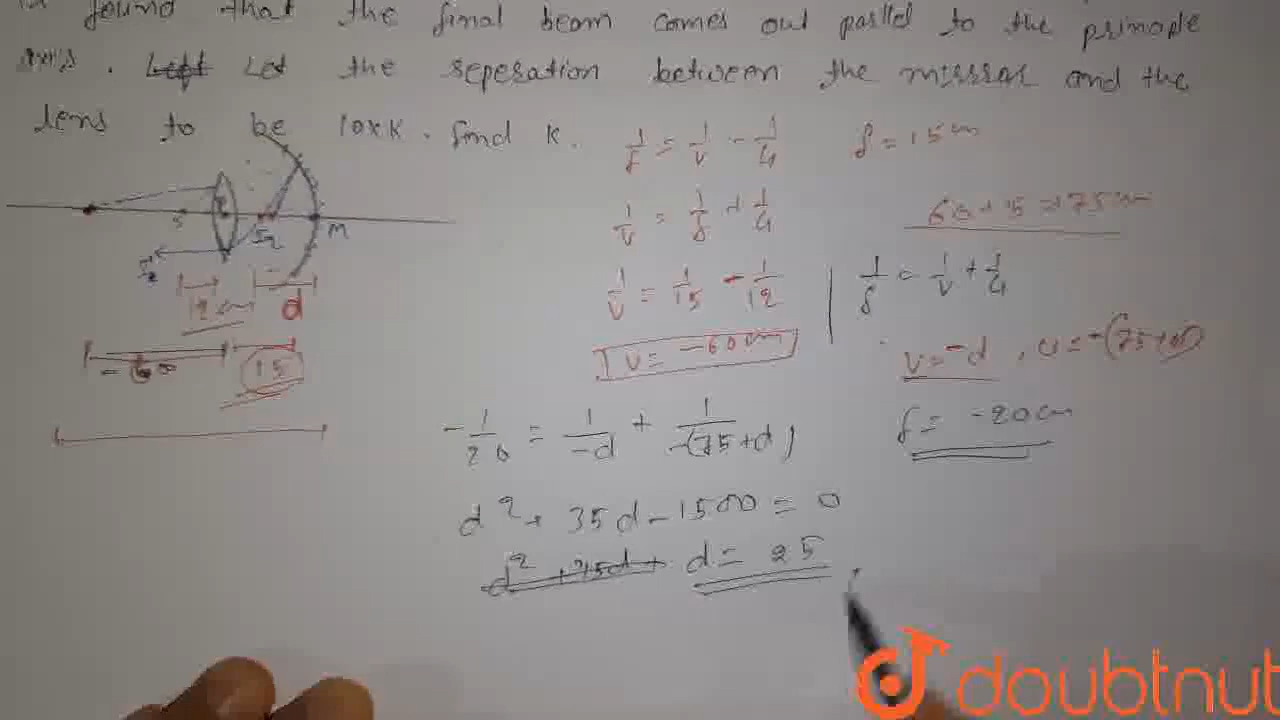 found that the final beam comes out parllel to the principle
axis. Left Let the seperation between the mirror and the
lens to be 10xK. find K.
1/f = 1/v - 1/u
f = 15 cm
1/v = 1/f + 1/u
60 + 15 = 75 cm
M
I2
12 cm
d
1/v = 1/15 - 1/12
1/f = 1/v + 1/u
- 60
15
v = -60 cm
v = -d, u = -(75+d)
-1/20 = 1/-d + 1/-(75+d)
f = -20 cm
d² + 35d - 1500 = 0
d = 25
doubtnut